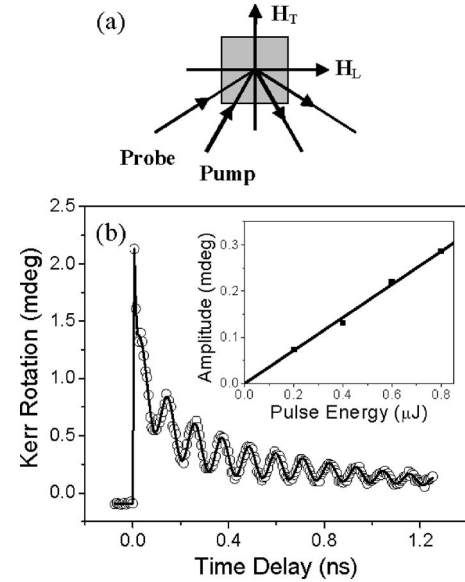 (a)
H_T
H_L
Probe
Pump
(b)
2.5
2.0
1.5
1.0
0.5
0.0
Kerr Rotation (mdeg)
0.0
0.4
0.8
1.2
Time Delay (ns)
0.3
0.2
0.1
0.0
Amplitude (mdeg)
0.0
0.2
0.4
0.6
0.8
Pulse Energy (μJ)